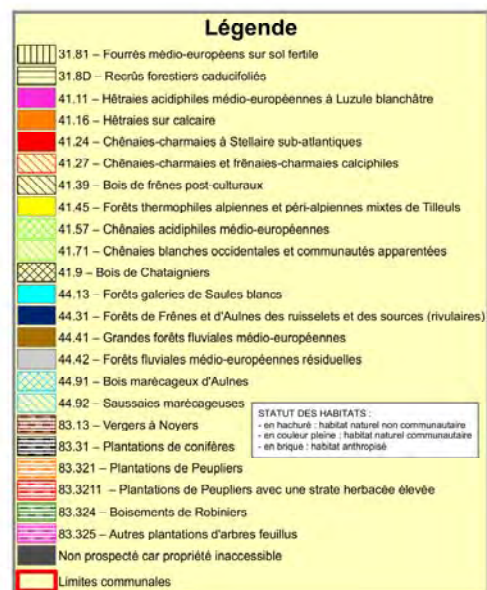 Légende
31.81 – Fourrés médio-européens sur sol fertile
31.8D – Recrûs forestiers caducifoliés
41.11 – Hêtraies acidiphiles médio-européennes à Luzule blanchâtre
41.16 – Hêtraies sur calcaire
41.24 – Chênaies-charmaies à Stellaire sub-atlantiques
41.27 – Chênaies-charmaies et frênaies-charmaies calciphiles
41.39 – Bois de frênes post-culturaux
41.45 – Forêts thermophiles alpiennes et péri-alpiennes mixtes de Tilleuls
41.57 – Chênaies acidiphiles médio-européennes
41.71 – Chênaies blanches occidentales et communautés apparentées
41.9 – Bois de Chataigniers
44.13 – Forêts galeries de Saules blancs
44.31 – Forêts de Frênes et d'Aulnes des ruisselets et des sources (rivulaires)
44.41 – Grandes forêts fluviales médio-européennes
44.42 – Forêts fluviales médio-européennes résiduelles
44.91 – Bois marécageux d'Aulnes
44.92 – Saussaies marécageuses
83.13 – Vergers à Noyers
83.31 – Plantations de conifères
83.321 – Plantations de Peupliers
83.3211 – Plantations de Peupliers avec une strate herbacée élevée
83.324 – Boisements de Robiniers
83.325 – Autres plantations d'arbres feuillus
Non prospecté car propriété inaccessible
Limites communales
STATUT DES HABITATS :
- en hachuré : habitat naturel non communautaire
- en couleur pleine : habitat naturel communautaire
- en brique : habitat anthropisé